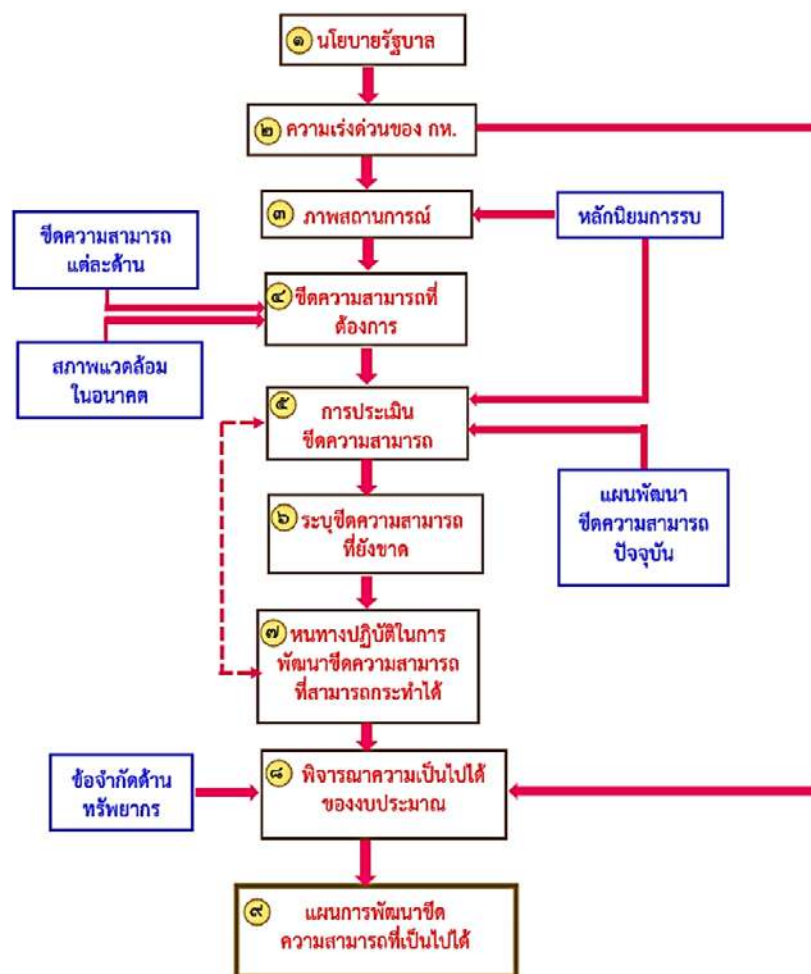 ๑ นโยบายรัฐบาล
๒ ความเร่งด่วนของ กห.
๓ ภาพสถานการณ์
หลักนิยมการรบ
ขีดความสามารถ
แต่ละด้าน
๔ ขีดความสามารถที่
ต้องการ
สภาพแวดล้อม
ในอนาคต
๕ การประเมิน
ขีดความสามารถ
แผนพัฒนา
ขีดความสามารถ
ปัจจุบัน
๖ ระบุขีดความสามารถ
ที่ยังขาด
๗ หนทางปฏิบัติในการ
พัฒนาขีดความสามารถ
ที่สามารถกระทำได้
๘ พิจารณาความเป็นไปได้
ของงบประมาณ
ข้อจำกัดด้าน
ทรัพยากร
๙ แผนการพัฒนาขีด
ความสามารถที่เป็นไปได้